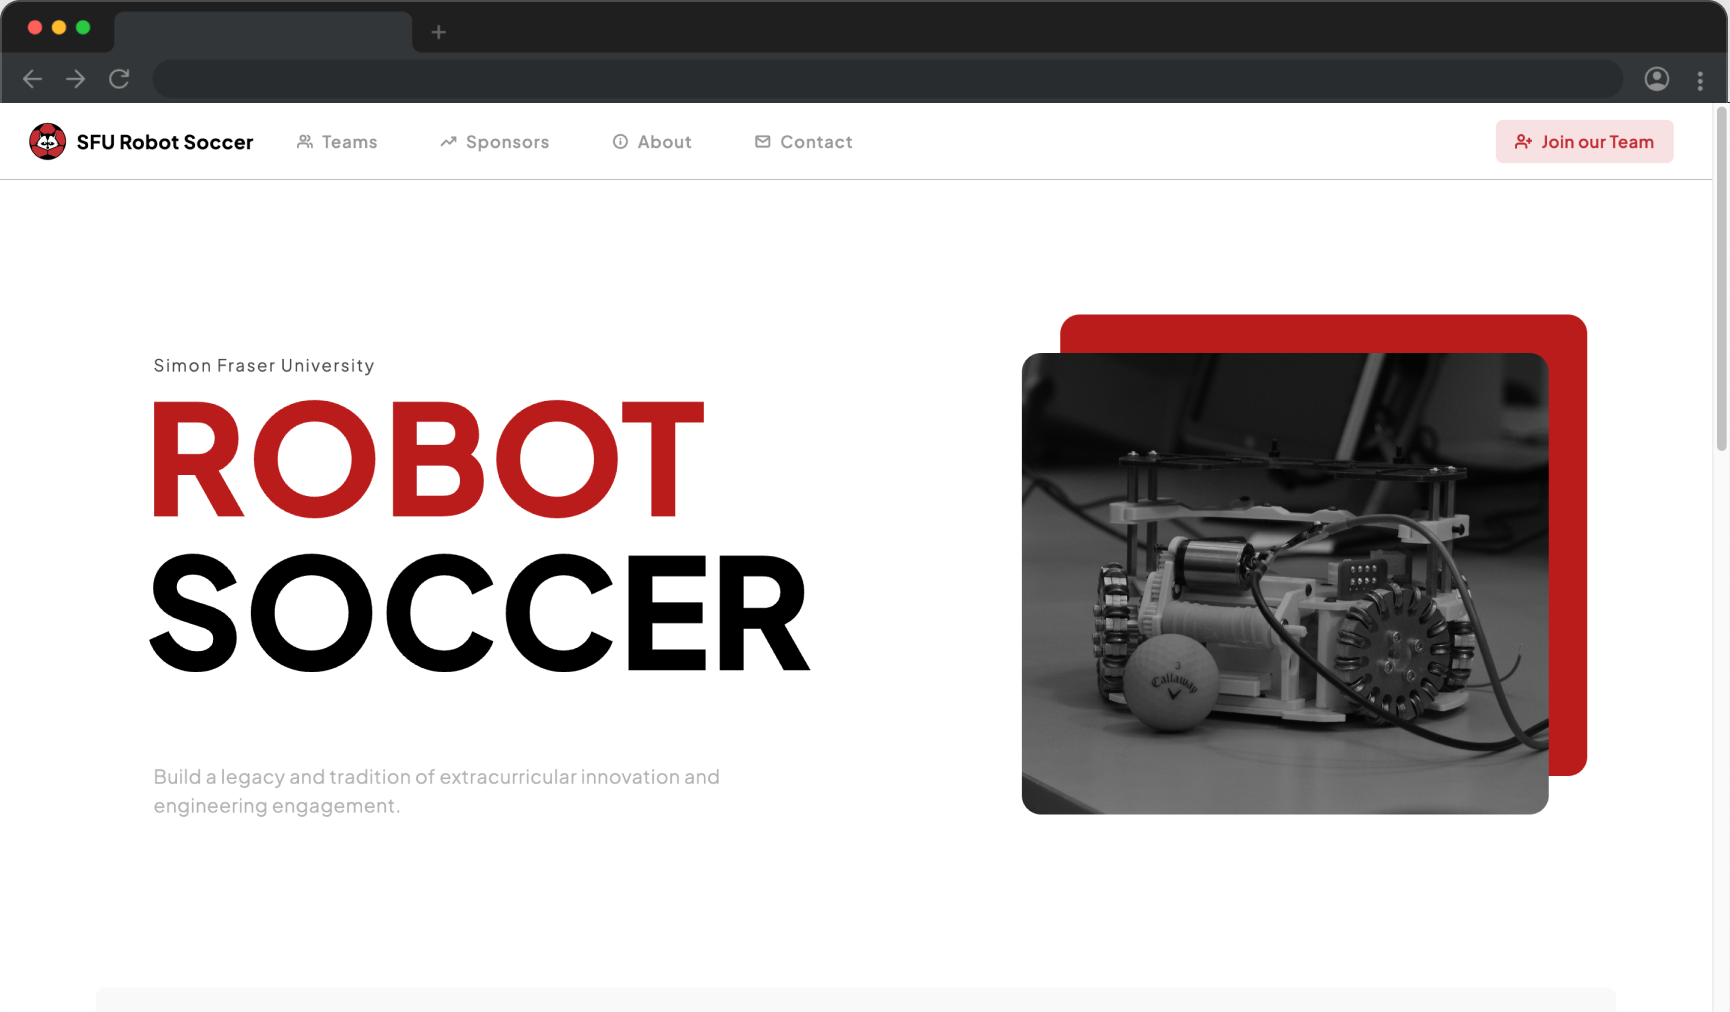 SFU Robot Soccer
Teams
Sponsors
About
Contact
Join our Team
Simon Fraser University
ROBOT
SOCCER
Build a legacy and tradition of extracurricular innovation and
engineering engagement.
3
Callaway